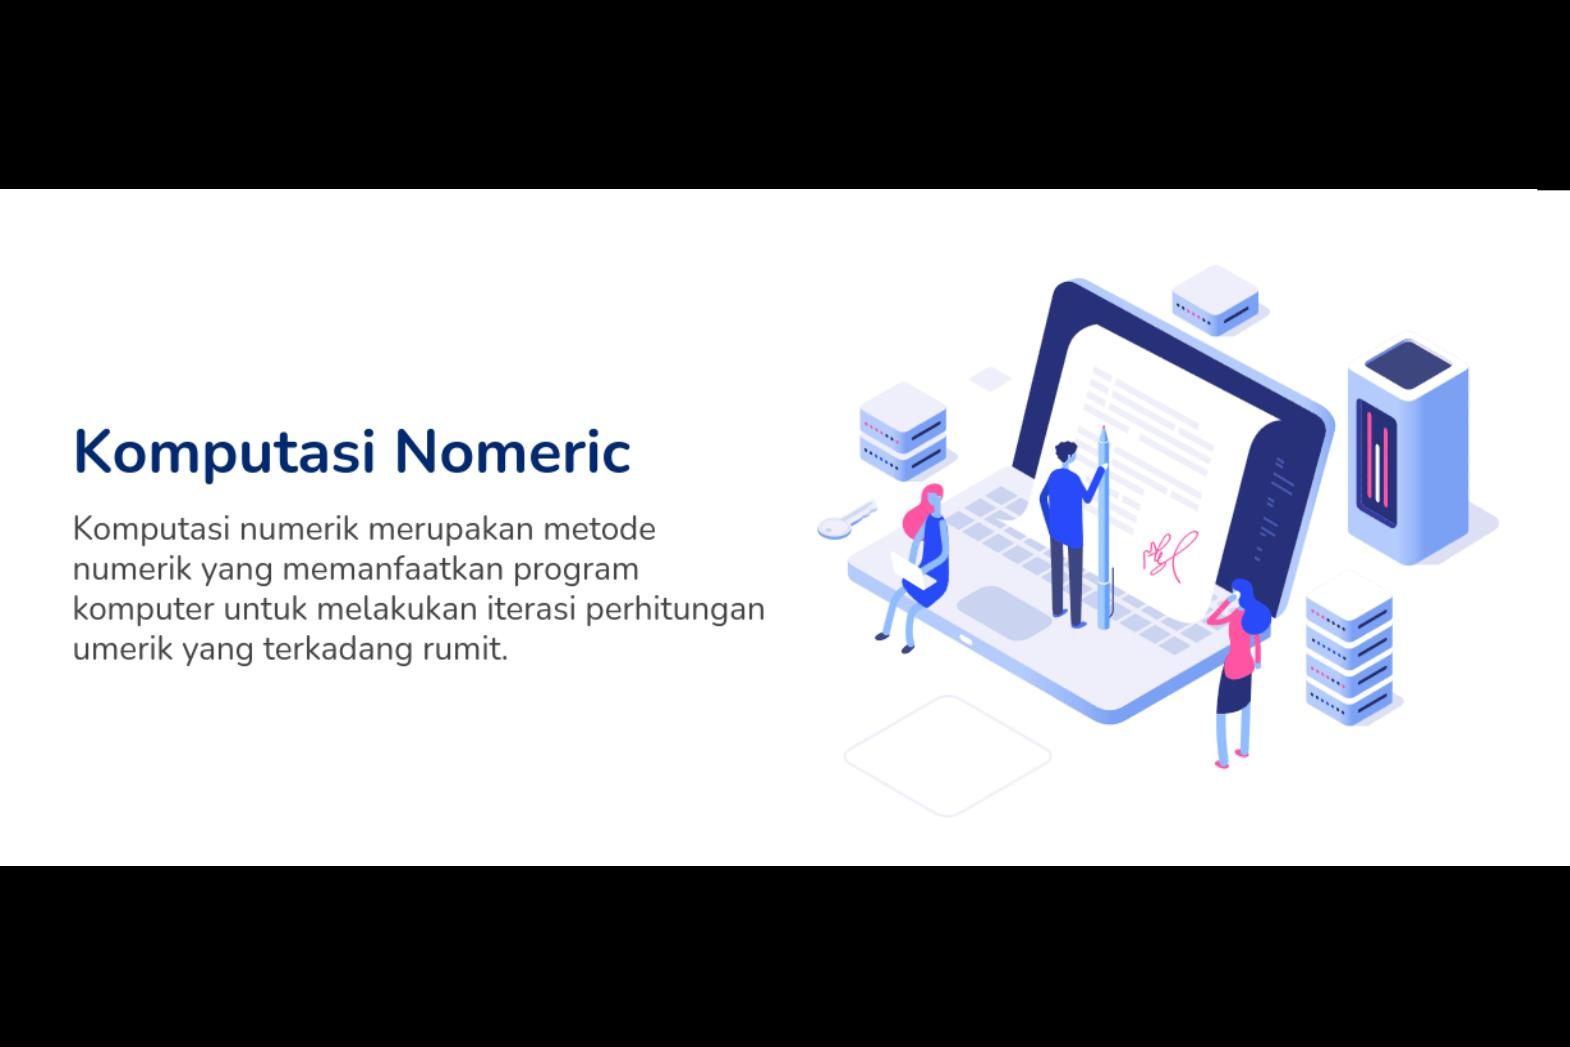 Komputasi Nomeric
Komputasi numerik merupakan metode
numerik yang memanfaatkan program
komputer untuk melakukan iterasi perhitungan
umerik yang terkadang rumit.